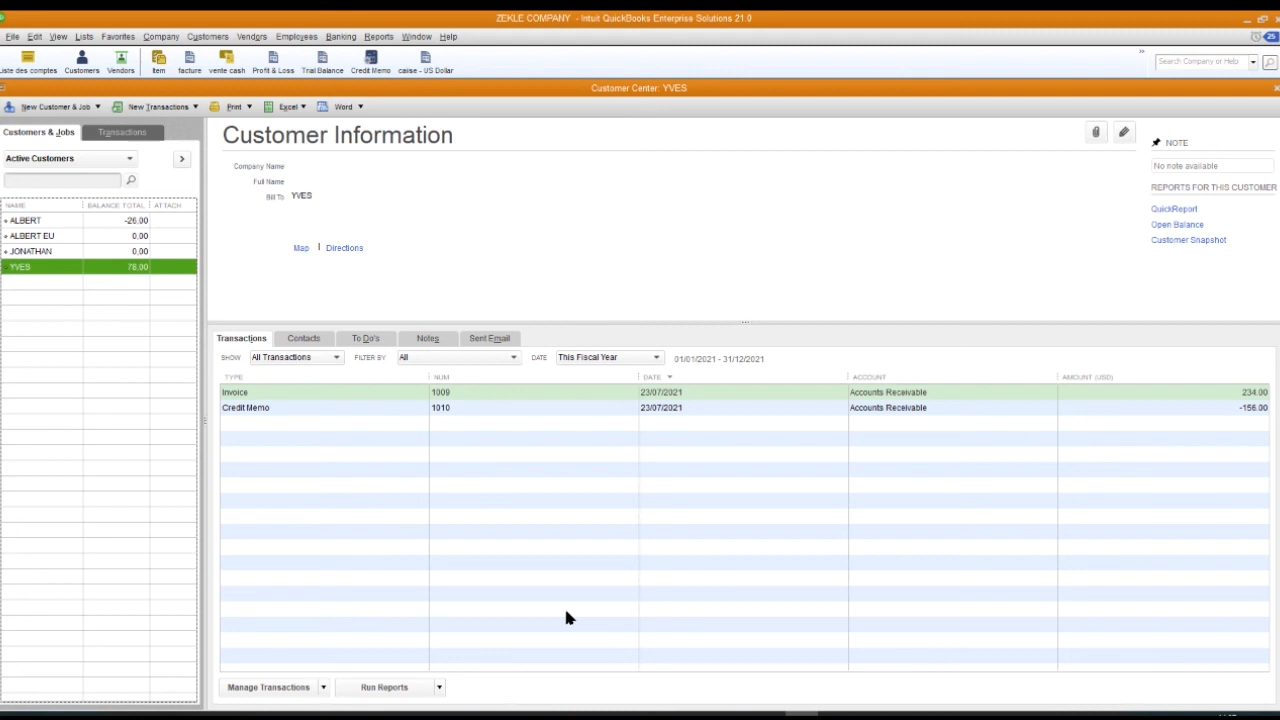 ZEKLE COMPANY - Intuit QuickBooks Enterprise Solutions 21.0
File Edit View Lists Favorites Company Customers Vendors Employees Banking Reports Window Help
25
Liste des comptes Customers Vendors Item facture vente cash Profit & Loss Trial Balance Credit Memo caiise - US Dollar
Search Company or Help
Customer Center: YVES
New Customer & Job New Transactions Print Excel Word
Customers & Jobs Transactions
Active Customers
NAME BALANCE TOTAL ATTACH
ALBERT -26.00
ALBERT EU 0.00
JONATHAN 0.00
YVES 78.00
Customer Information
Company Name
Full Name
Bill To YVES
Map | Directions
NOTE
No note available
REPORTS FOR THIS CUSTOMER
QuickReport
Open Balance
Customer Snapshot
Transactions Contacts To Do's Notes Sent Email
SHOW All Transactions FILTER BY All DATE This Fiscal Year 01/01/2021 - 31/12/2021
TYPE NUM DATE ACCOUNT AMOUNT (USD)
Invoice 1009 23/07/2021 Accounts Receivable 234.00
Credit Memo 1010 23/07/2021 Accounts Receivable -156.00
Manage Transactions Run Reports